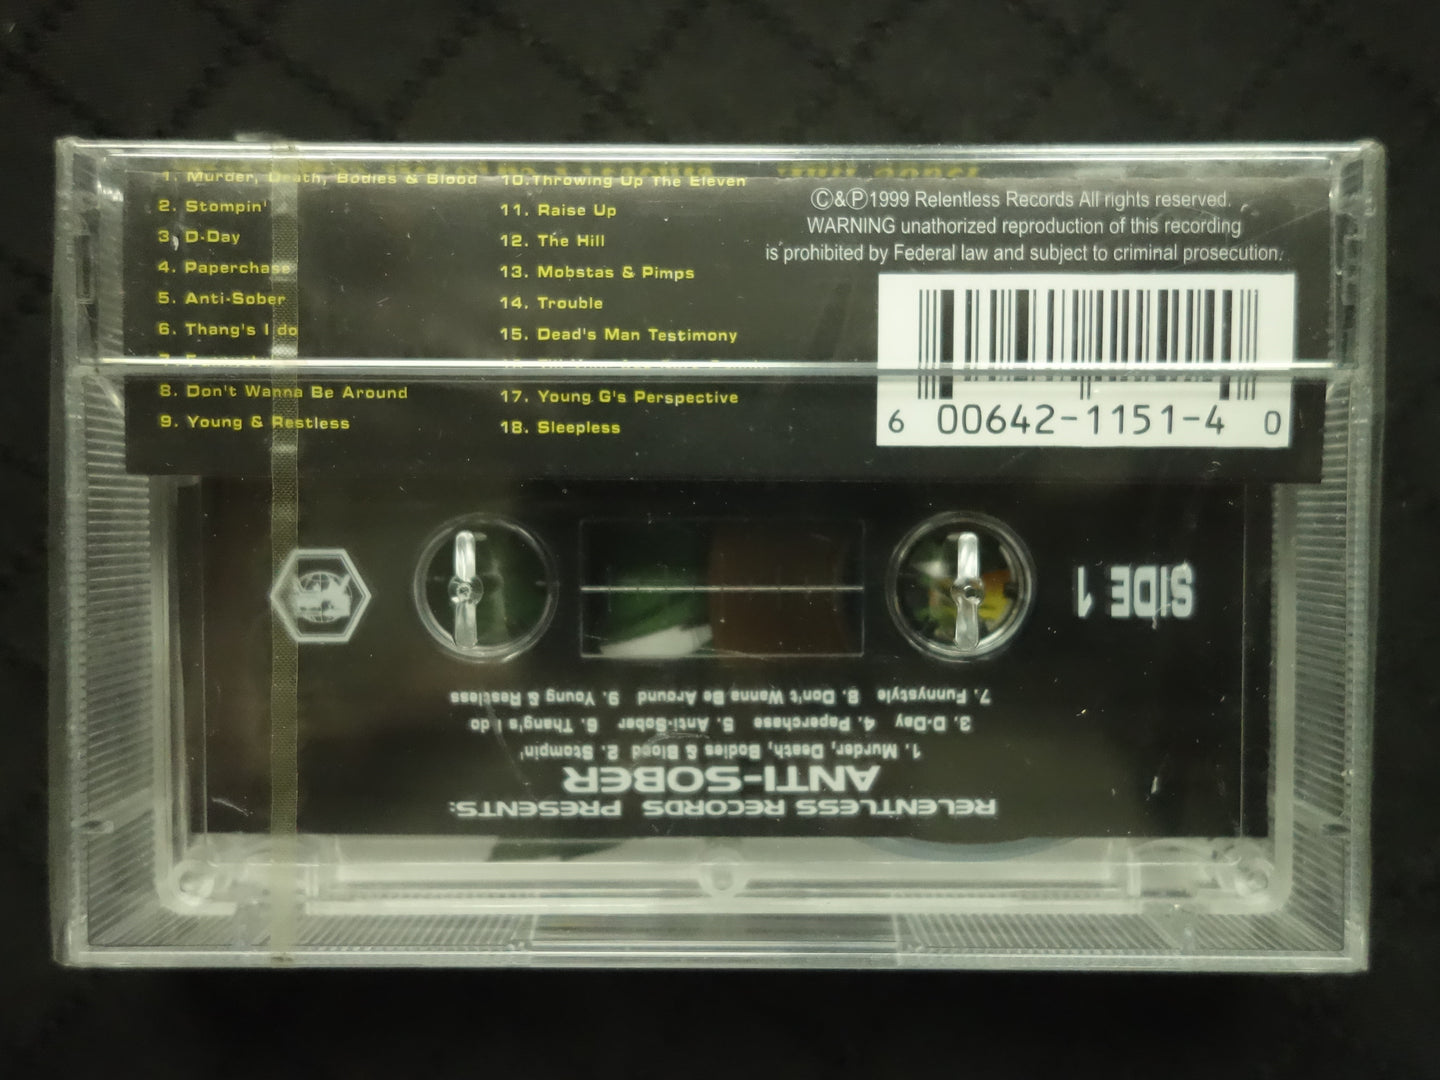 1. Murder, Death, Bodies & Blood
2. Stompin'
3. D-Day
4. Paperchase
5. Anti-Sober
6. Thang's I do
8. Don't Wanna Be Around
9. Young & Restless
10.Throwing Up The Eleven
11. Raise Up
12. The Hill
13. Mobstas & Pimps
14. Trouble
15. Dead's Man Testimony
17. Young G's Perspective
18. Sleepless
©&℗1999 Relentless Records All rights reserved.
WARNING unauthorized reproduction of this recording
is prohibited by Federal law and subject to criminal prosecution.
6 00642-1151-4 0
SIDE 1
RELENTLESS RECORDS PRESENTS:
ANTI-SOBER
1. Murder, Death, Bodies & Blood 2. Stompin'
3. D-Day 4. Paperchase 5. Anti-Sober 6. Thang's I do
7. Funnystyle 8. Don't Wanna Be Around 9. Young & Restless